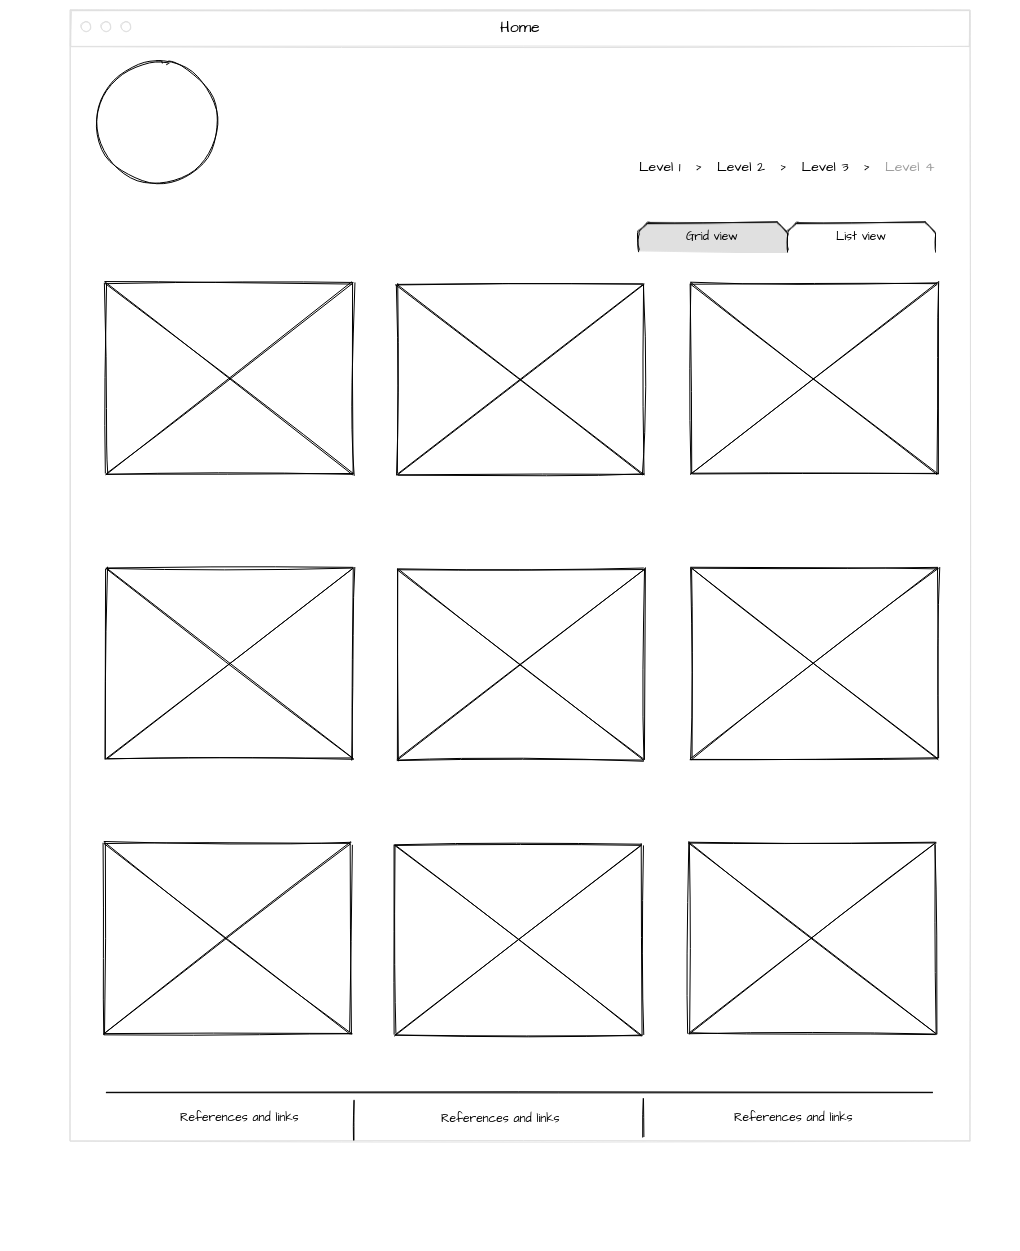 Home
Level 1 > Level 2 > Level 3 > Level 4
Grid view List view
References and links References and links References and links